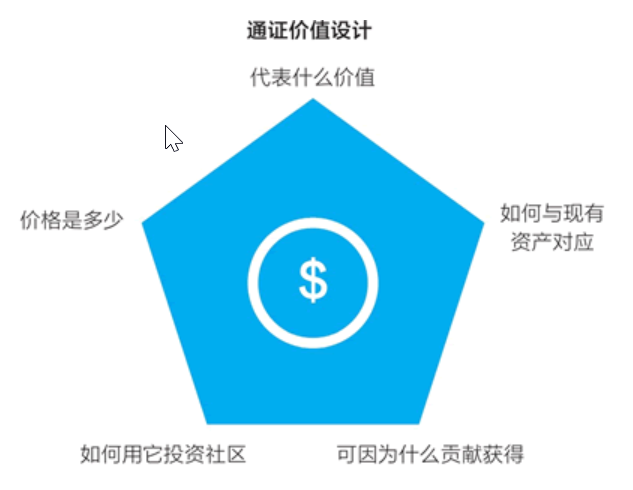 通证价值设计
代表什么价值
价格是多少
如何与现有
资产对应
$
如何用它投资社区
可因为什么贡献获得